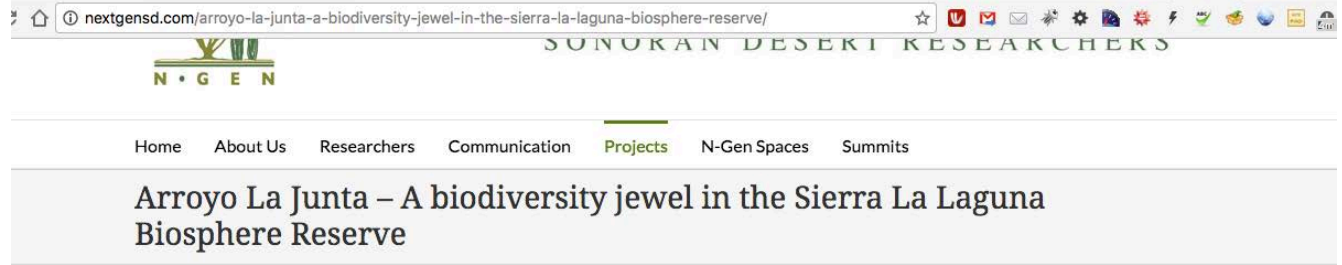 nextgensd.com/arroyo-la-junta-a-biodiversity-jewel-in-the-sierra-la-laguna-biosphere-reserve/
SONORAN DESERT RESEARCHERS
N • G E N
Home About Us Researchers Communication Projects N-Gen Spaces Summits
Arroyo La Junta – A biodiversity jewel in the Sierra La Laguna
Biosphere Reserve